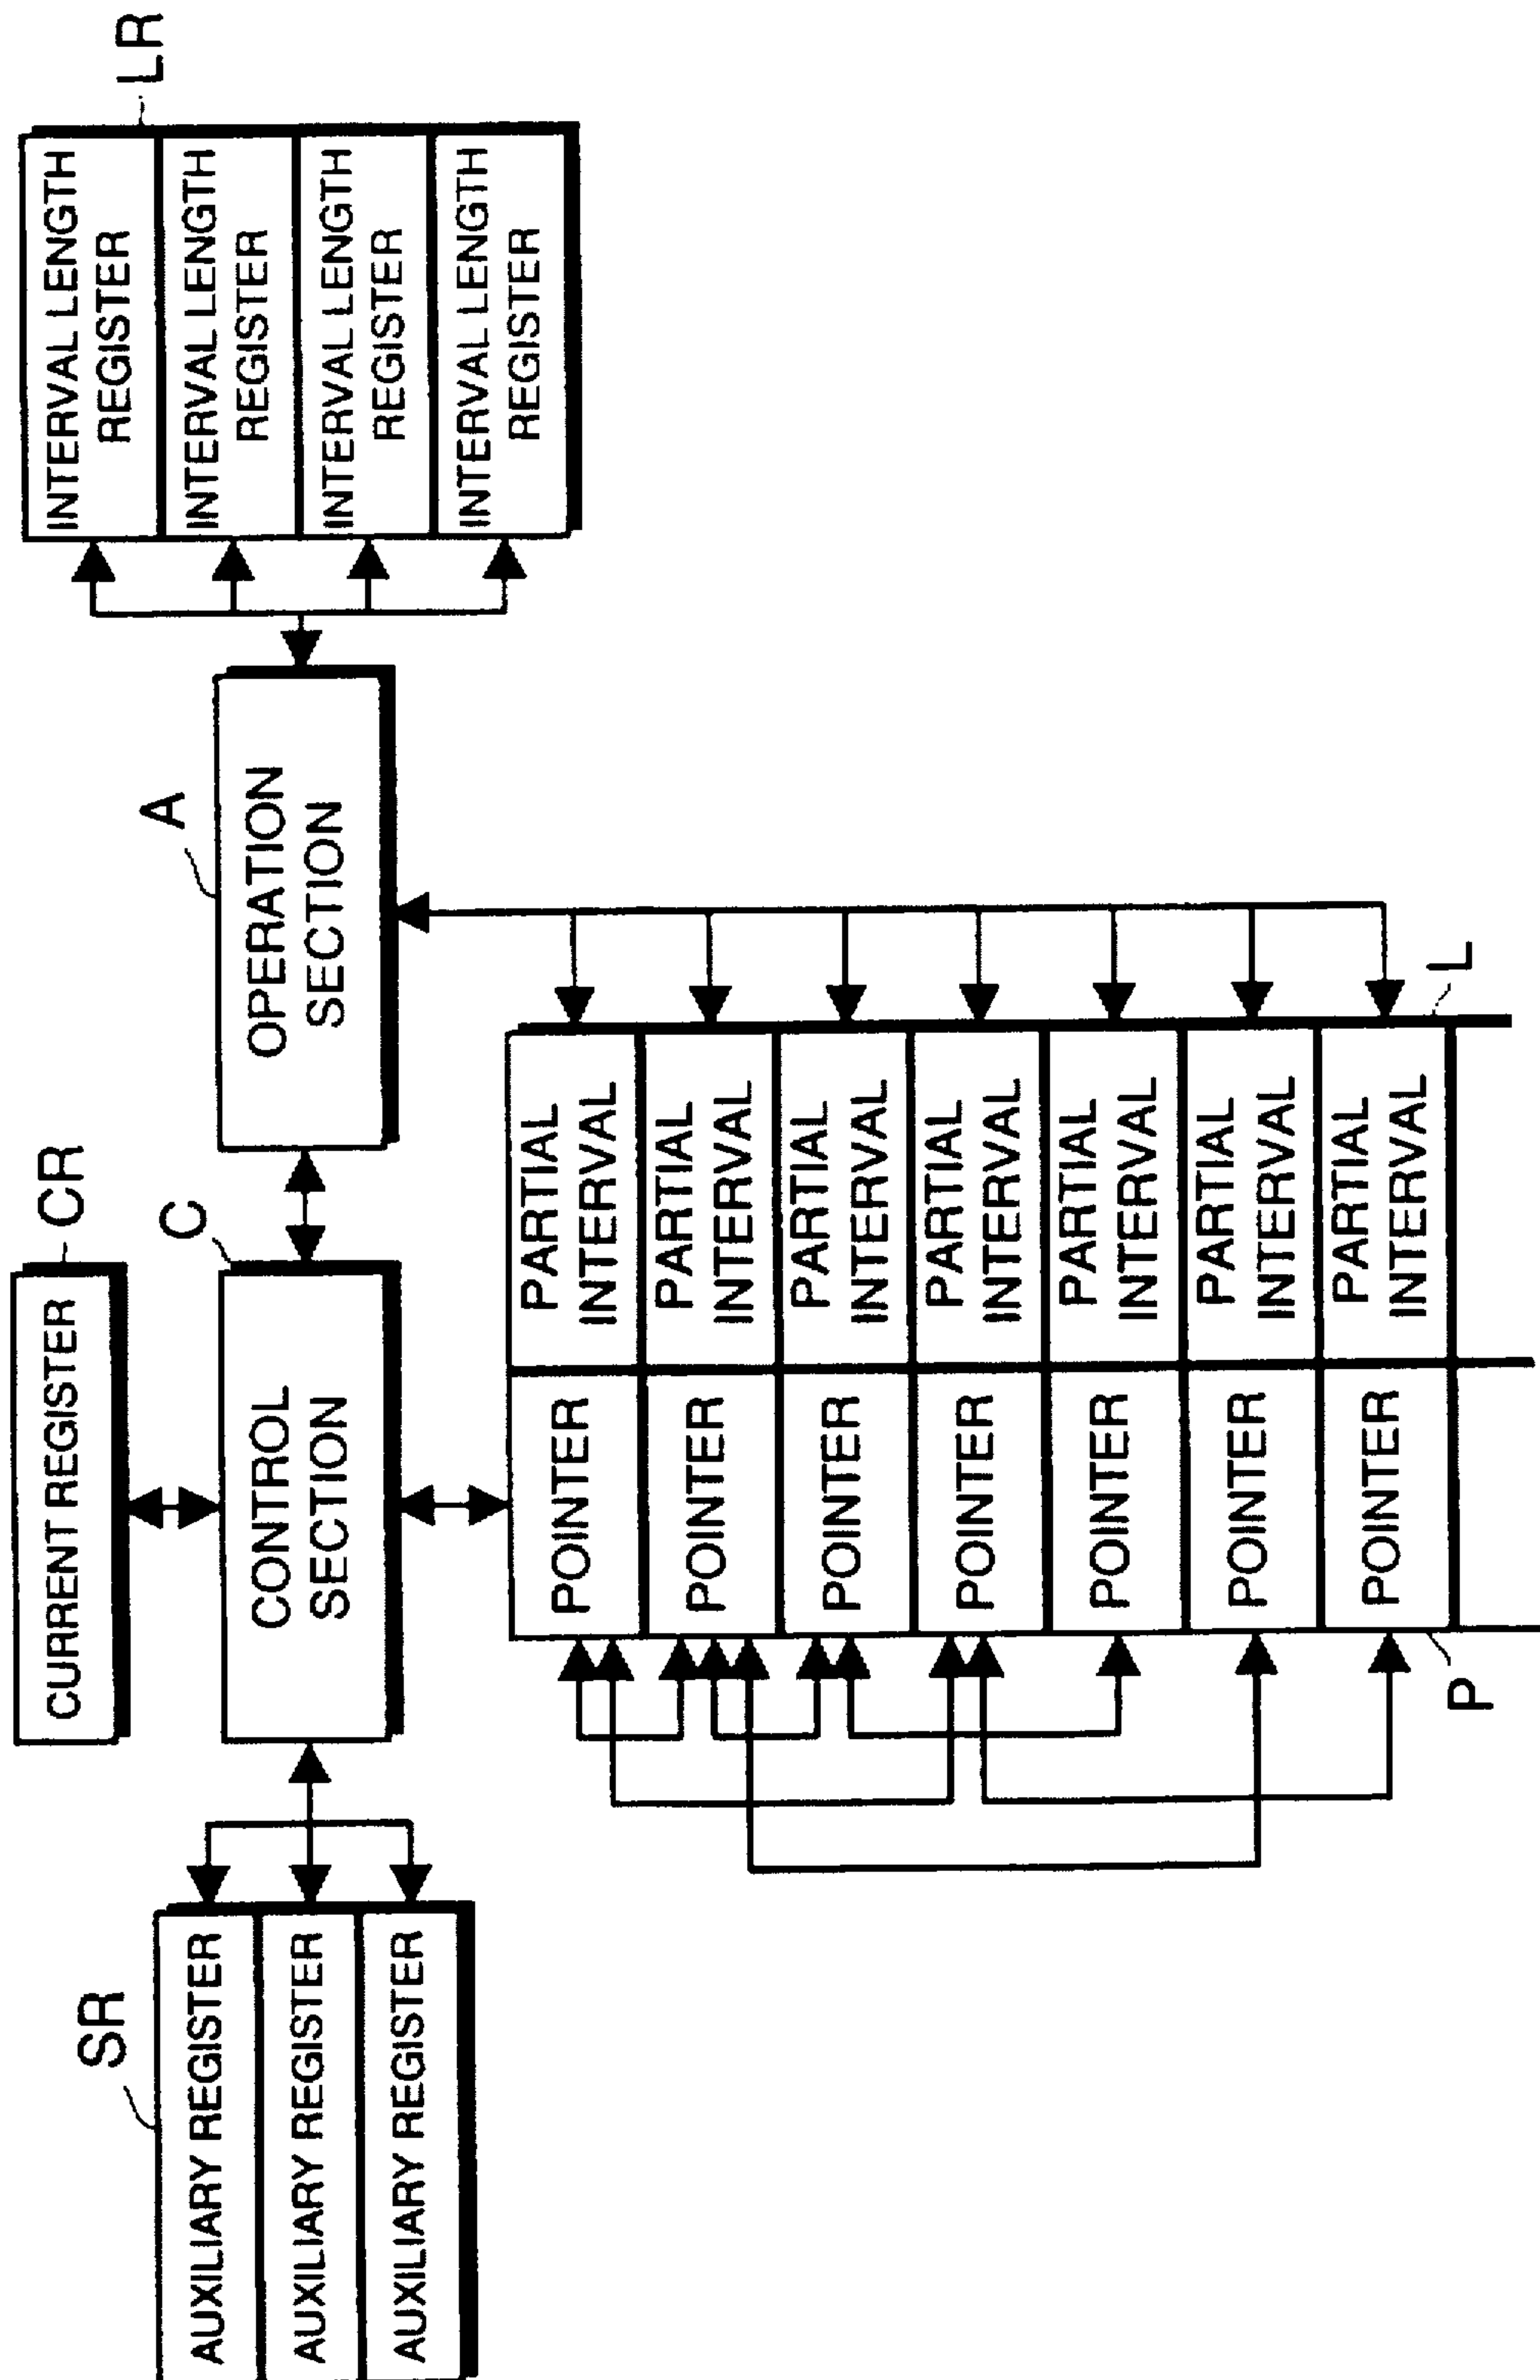 SR
AUXILIARY REGISTER
AUXILIARY REGISTER
AUXILIARY REGISTER
CURRENT REGISTER
CR
C
CONTROL
SECTION
A
OPERATION
SECTION
LR
INTERVAL LENGTH
REGISTER
INTERVAL LENGTH
REGISTER
INTERVAL LENGTH
REGISTER
INTERVAL LENGTH
REGISTER
POINTER
PARTIAL
INTERVAL
POINTER
PARTIAL
INTERVAL
POINTER
PARTIAL
INTERVAL
POINTER
PARTIAL
INTERVAL
POINTER
PARTIAL
INTERVAL
POINTER
PARTIAL
INTERVAL
POINTER
PARTIAL
INTERVAL
P
L